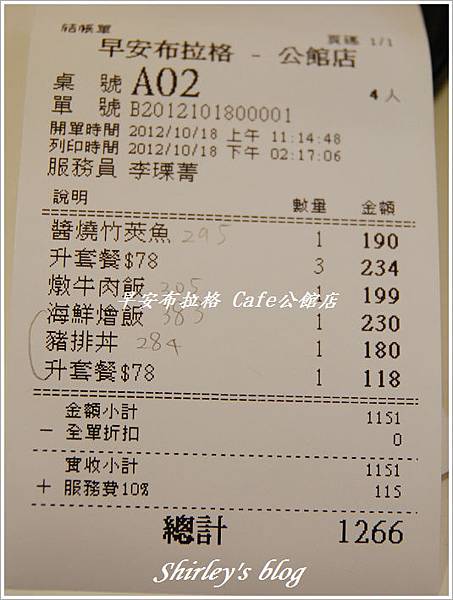 結帳單 頁碼 1/1
早安布拉格 - 公館店
桌 號 A02 4 人
單 號 B2012101800001
開單時間 2012/10/18 上午 11:14:48
列印時間 2012/10/18 下午 02:17:06
服務員 李瑮菁
說明 數量 金額
醬燒竹莢魚 295 1 190
升套餐$78 3 234
燉牛肉飯 305 1 199
早安布拉格 Cafe公館店
海鮮燴飯 383 1 230
豬排丼 284 1 180
升套餐$78 1 118
金額小計 1151
- 全單折扣 0
實收小計 1151
+ 服務費10% 115
總計 1266
Shirley's blog